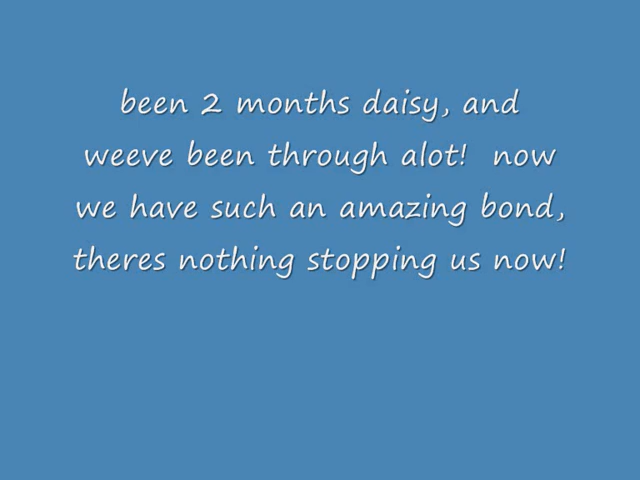 been 2 months daisy, and
weeve been through alot!  now
we have such an amazing bond,
theres nothing stopping us now!